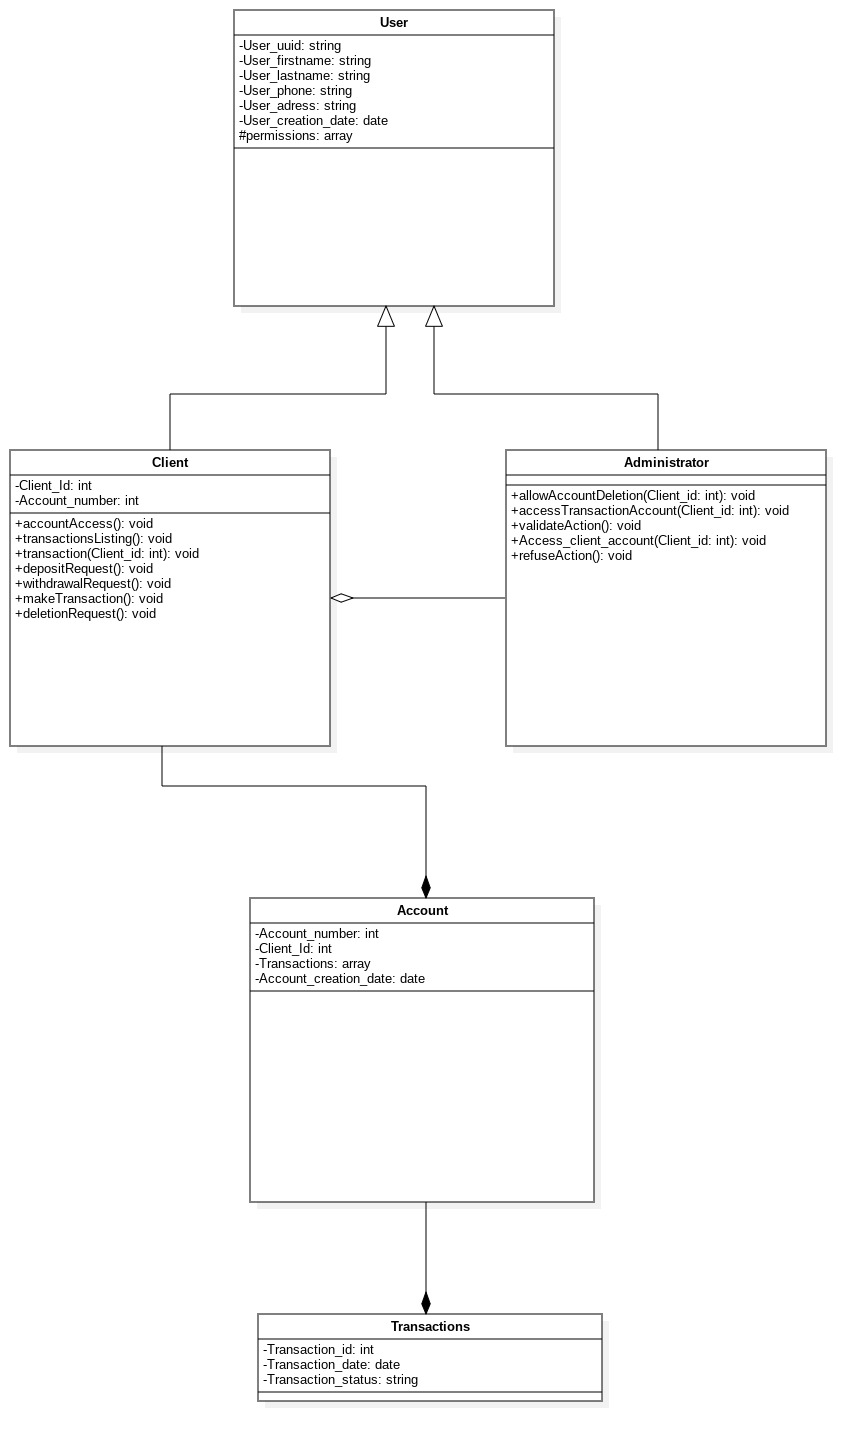 User
-User_uuid: string
-User_firstname: string
-User_lastname: string
-User_phone: string
-User_adress: string
-User_creation_date: date
#permissions: array
Client
-Client_Id: int
-Account_number: int
+accountAccess(): void
+transactionsListing(): void
+transaction(Client_id: int): void
+depositRequest(): void
+withdrawalRequest(): void
+makeTransaction(): void
+deletionRequest(): void
Administrator
+allowAccountDeletion(Client_id: int): void
+accessTransactionAccount(Client_id: int): void
+validateAction(): void
+Access_client_account(Client_id: int): void
+refuseAction(): void
Account
-Account_number: int
-Client_Id: int
-Transactions: array
-Account_creation_date: date
Transactions
-Transaction_id: int
-Transaction_date: date
-Transaction_status: string